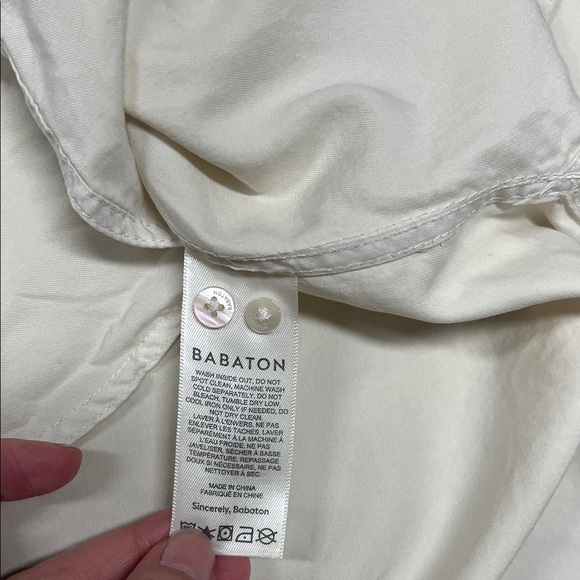 BABATON
WASH INSIDE OUT, DO NOT
SPOT CLEAN, MACHINE WASH
COLD SEPARATELY, DO NOT
BLEACH, TUMBLE DRY LOW,
COOL IRON ONLY IF NEEDED, DO
NOT DRY CLEAN.
LAVER À L'ENVERS, NE PAS
ENLEVER LES TACHES, LAVER
SÉPARÉMENT À LA MACHINE À
L'EAU FROIDE, NE PAS
JAVELLISER, SÉCHER À BASSE
TEMPÉRATURE, REPASSAGE
DOUX SI NÉCESSAIRE, NE PAS
NETTOYER À SEC.
MADE IN CHINA
FABRIQUÉ EN CHINE
Sincerely, Babaton